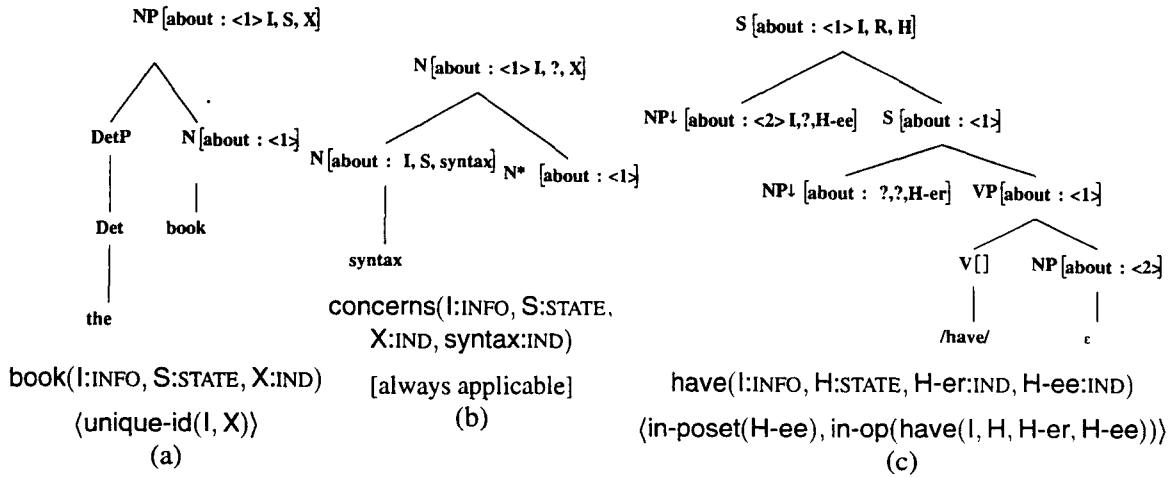 NP[about : <1> I, S, X]
DetP
N[about : <1>]
Det
book
the
book(I:INFO, S:STATE, X:IND)
⟨unique-id(I, X)⟩
(a)
N[about : <1> I, ?, X]
N[about : I, S, syntax]
N* [about : <1>]
syntax
concerns(I:INFO, S:STATE,
X:IND, syntax:IND)
[always applicable]
(b)
S[about : <1> I, R, H]
NP↓ [about : <2> I,?,H-ee]
S [about : <1>]
NP↓ [about : ?,?,H-er]
VP[about : <1>]
V[]
NP[about : <2>]
/have/
ε
have(I:INFO, H:STATE, H-er:IND, H-ee:IND)
⟨in-poset(H-ee), in-op(have(I, H, H-er, H-ee))⟩
(c)